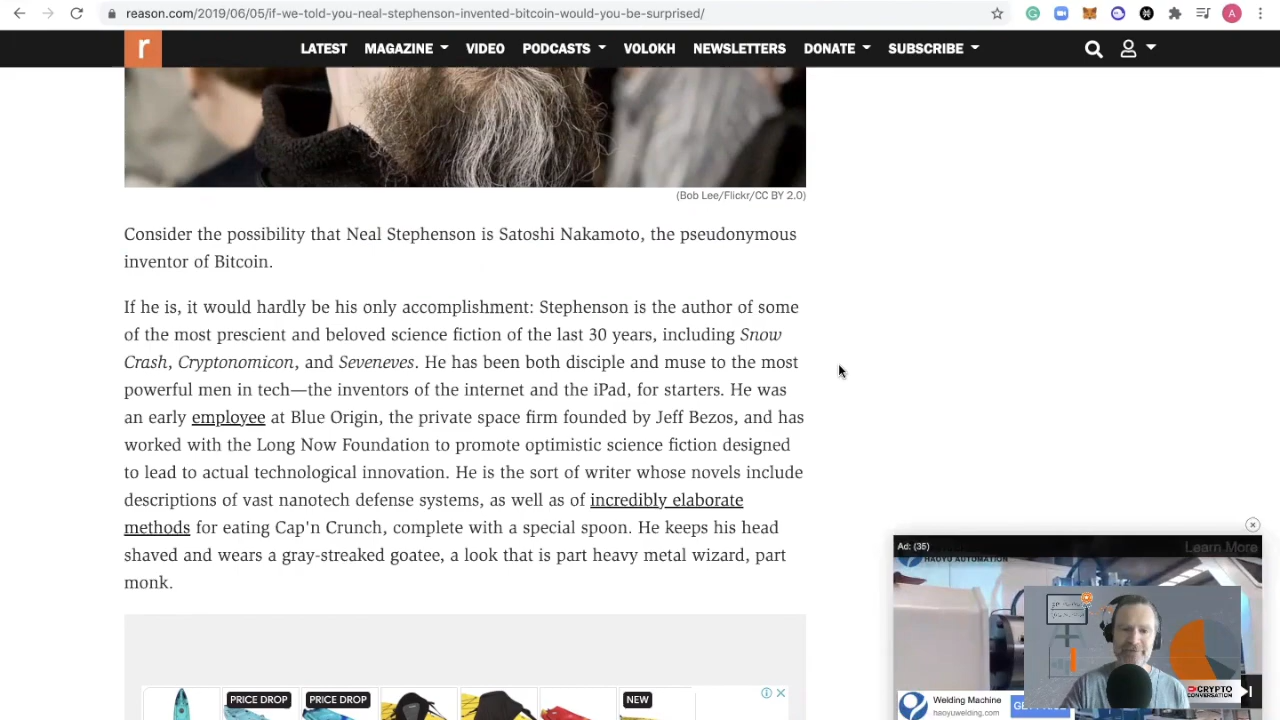 reason.com/2019/06/05/if-we-told-you-neal-stephenson-invented-bitcoin-would-you-be-surprised/
A
r
LATEST MAGAZINE VIDEO PODCASTS VOLOKH NEWSLETTERS DONATE SUBSCRIBE
(Bob Lee/Flickr/CC BY 2.0)
Consider the possibility that Neal Stephenson is Satoshi Nakamoto, the pseudonymous
inventor of Bitcoin.
If he is, it would hardly be his only accomplishment: Stephenson is the author of some
of the most prescient and beloved science fiction of the last 30 years, including Snow
Crash, Cryptonomicon, and Seveneves. He has been both disciple and muse to the most
powerful men in tech—the inventors of the internet and the iPad, for starters. He was
an early employee at Blue Origin, the private space firm founded by Jeff Bezos, and has
worked with the Long Now Foundation to promote optimistic science fiction designed
to lead to actual technological innovation. He is the sort of writer whose novels include
descriptions of vast nanotech defense systems, as well as of incredibly elaborate
methods for eating Cap'n Crunch, complete with a special spoon. He keeps his head
shaved and wears a gray-streaked goatee, a look that is part heavy metal wizard, part
monk.
Ad: (35)
Learn More
HAOYU AUTOMATION
CRYPTO
CONVERSATION
Welding Machine
haoyuwelding.com
PRICE DROP
PRICE DROP
NEW